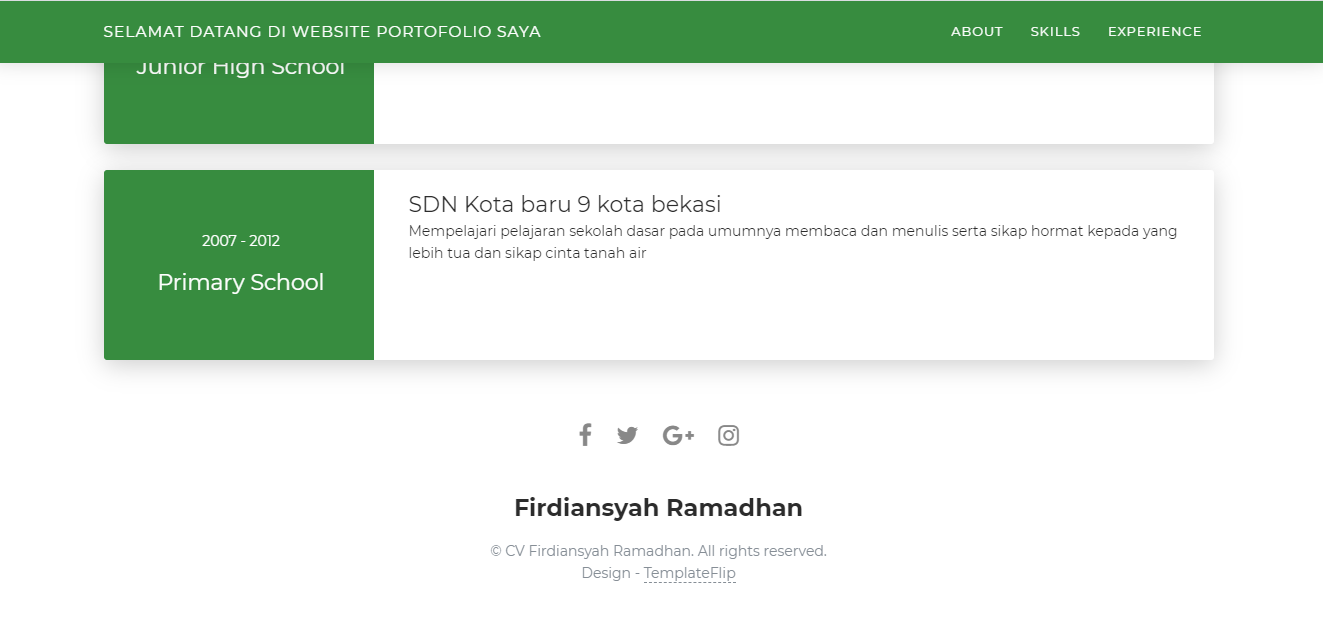 SELAMAT DATANG DI WEBSITE PORTOFOLIO SAYA
ABOUT SKILLS EXPERIENCE
Junior High School
2007 - 2012
Primary School
SDN Kota baru 9 kota bekasi
Mempelajari pelajaran sekolah dasar pada umumnya membaca dan menulis serta sikap hormat kepada yang
lebih tua dan sikap cinta tanah air
Firdiansyah Ramadhan
© CV Firdiansyah Ramadhan. All rights reserved.
Design - TemplateFlip